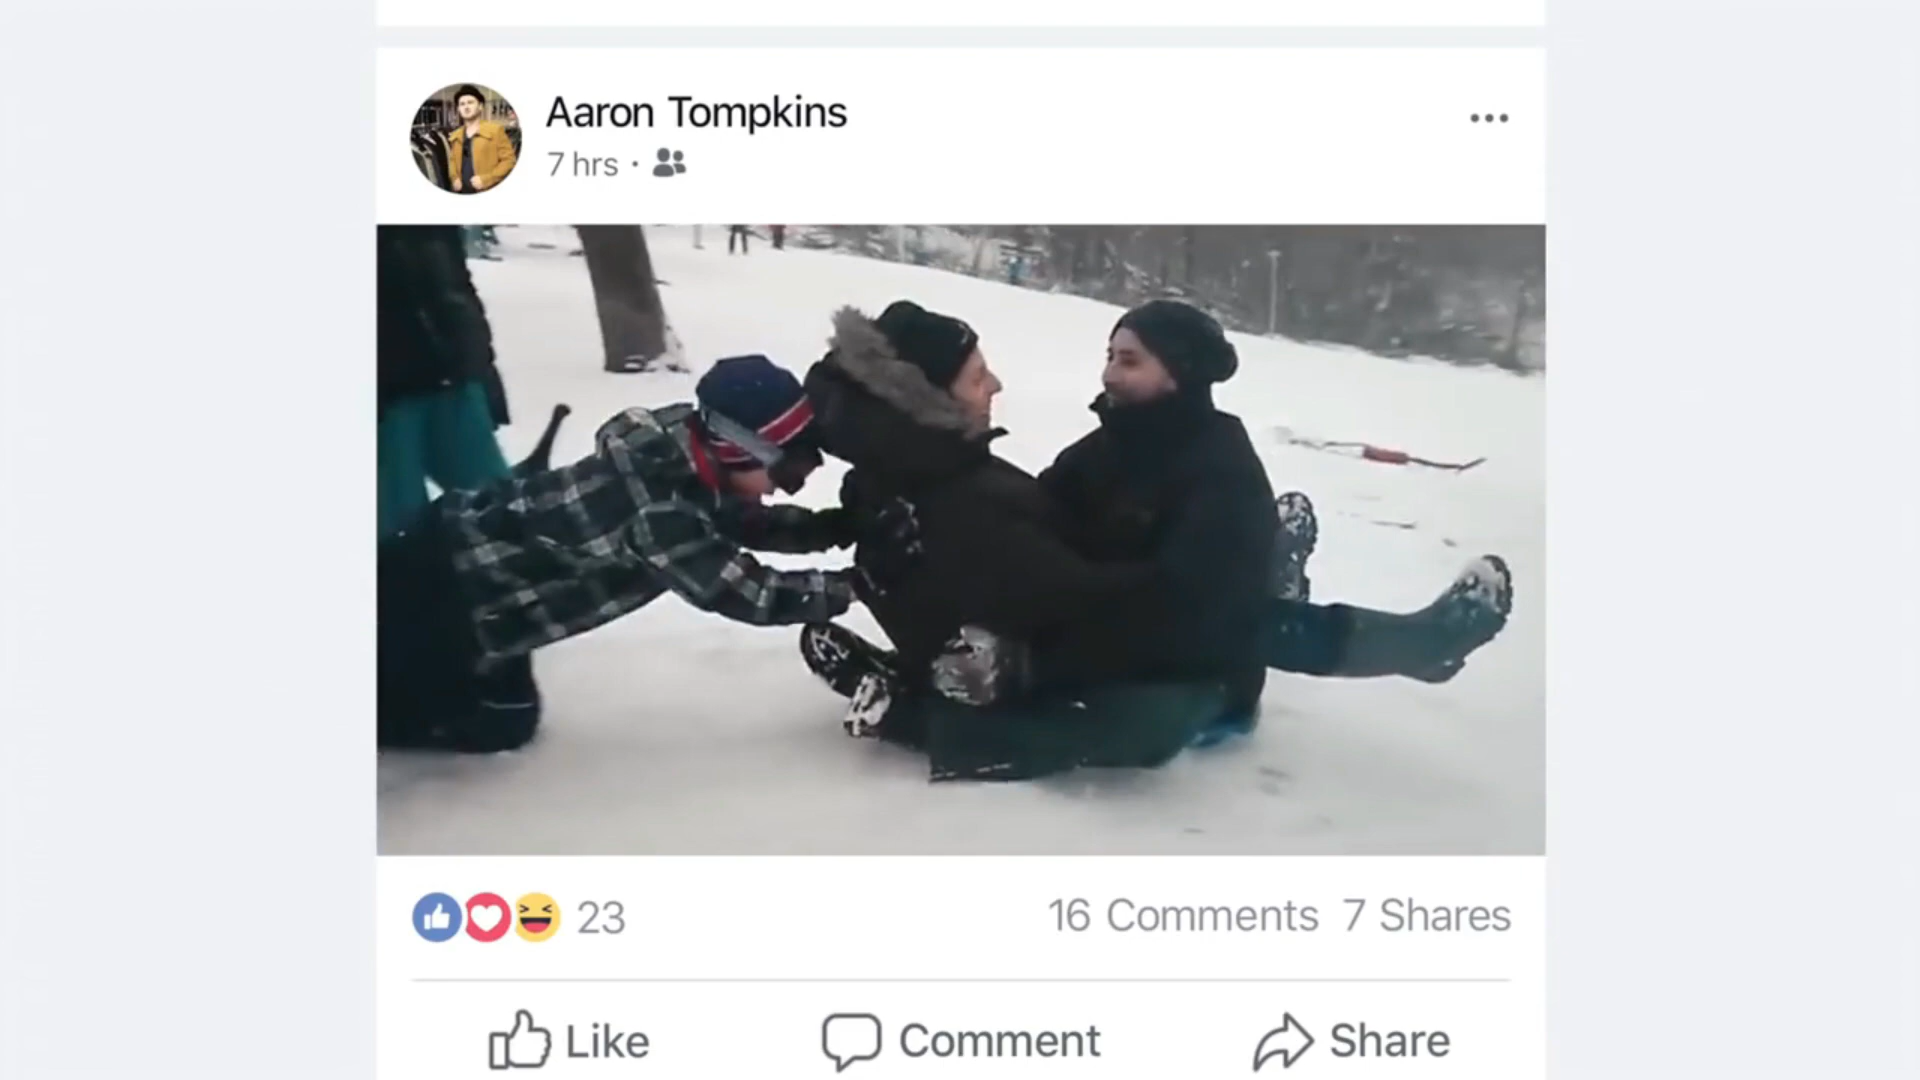 Aaron Tompkins
7 hrs
23
16 Comments 7 Shares
Like
Comment
Share